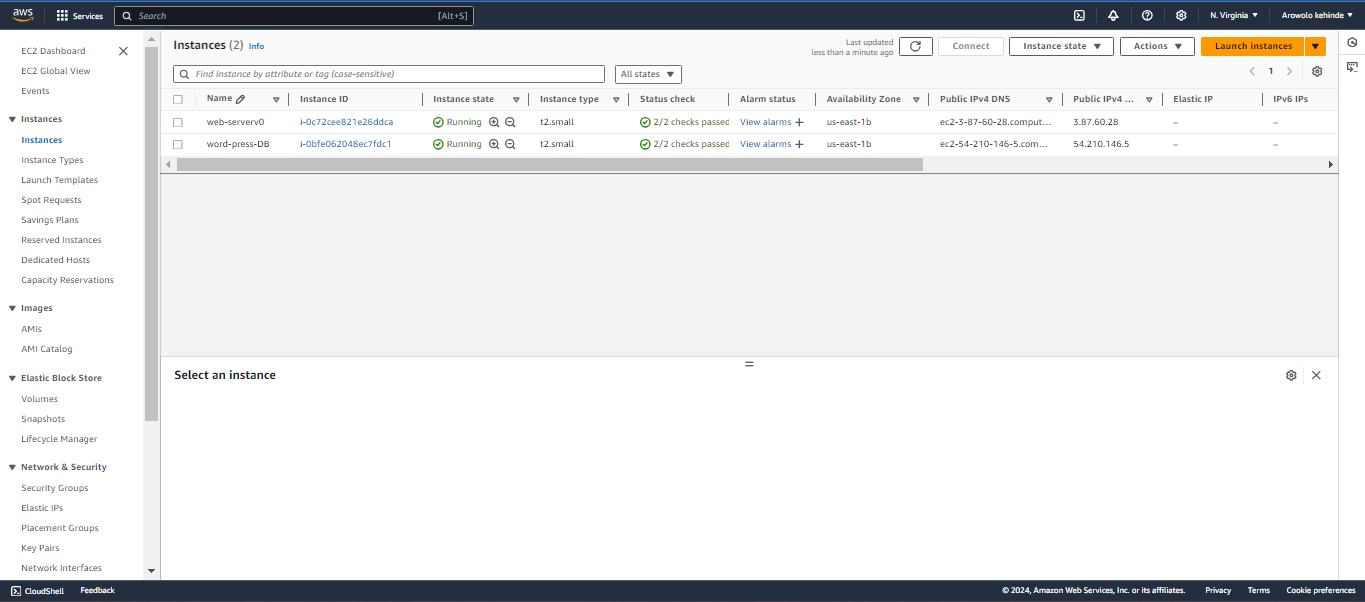 aws Services Search [Alt+S] N. Virginia Arowolo kehinde
EC2 Dashboard
EC2 Global View
Events
Instances
Instances
Instance Types
Launch Templates
Spot Requests
Savings Plans
Reserved Instances
Dedicated Hosts
Capacity Reservations
Images
AMIs
AMI Catalog
Elastic Block Store
Volumes
Snapshots
Lifecycle Manager
Network & Security
Security Groups
Elastic IPs
Placement Groups
Key Pairs
Network Interfaces
Instances (2) Info
Last updated
less than a minute ago
Connect Instance state Actions Launch instances
Find Instance by attribute or tag (case-sensitive) All states 1
Name Instance ID Instance state Instance type Status check Alarm status Availability Zone Public IPv4 DNS Public IPv4 ... Elastic IP IPv6 IPs
web-serverv0 i-0c72cee821e26ddca Running t2.small 2/2 checks passed View alarms + us-east-1b ec2-3-87-60-28.comput... 3.87.60.28 – –
word-press-DB i-0bfe062048ec7fdc1 Running t2.small 2/2 checks passed View alarms + us-east-1b ec2-54-210-146-5.com... 54.210.146.5 – –
Select an instance
CloudShell Feedback © 2024, Amazon Web Services, Inc. or its affiliates. Privacy Terms Cookie preferences